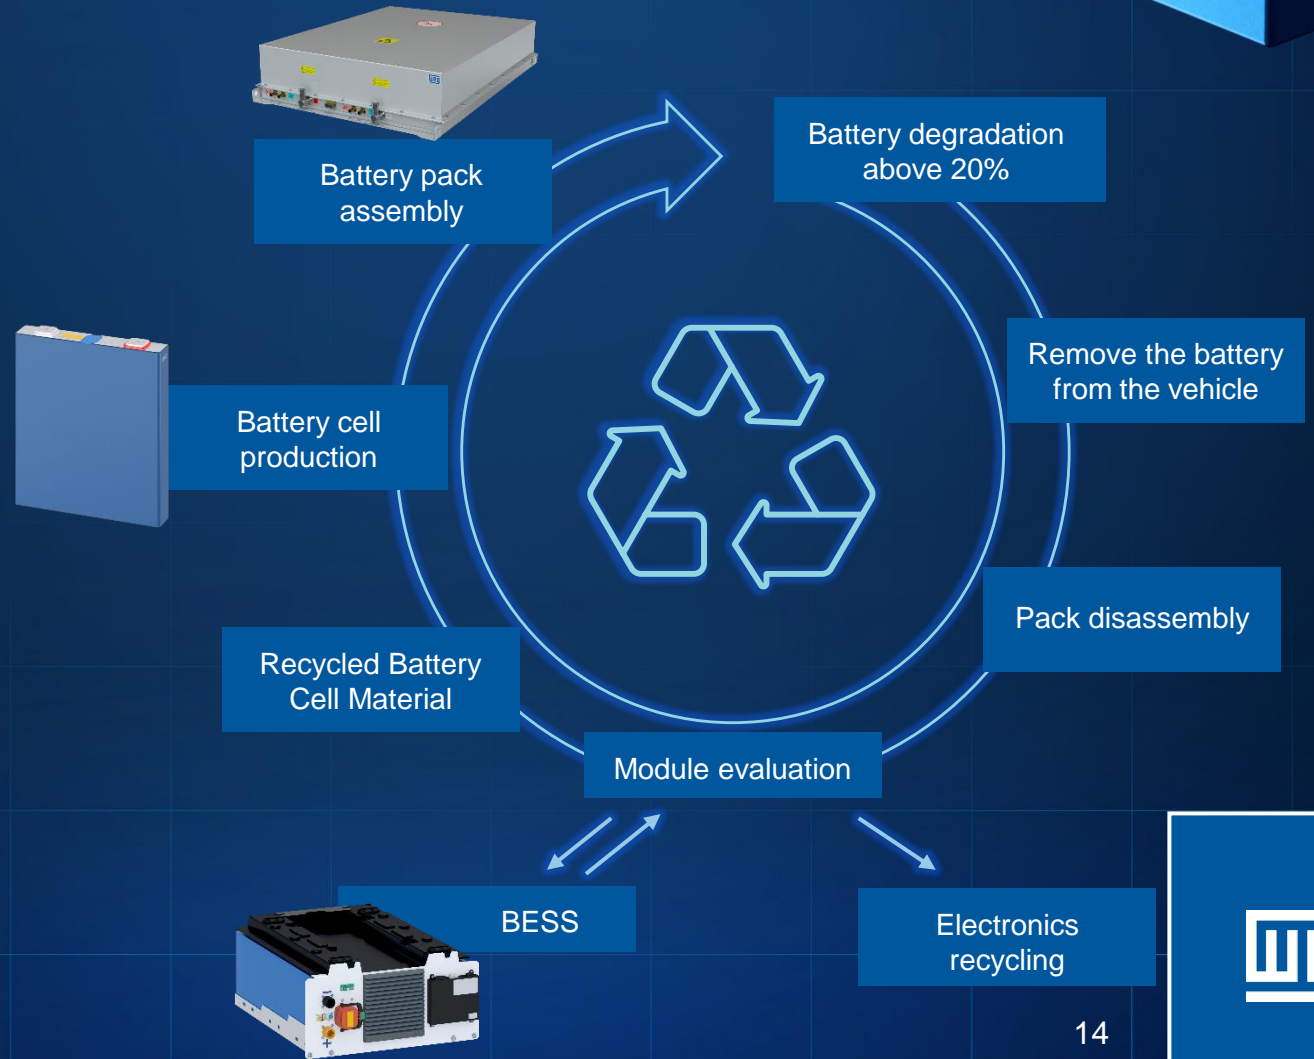 Battery pack
assembly
Battery degradation
above 20%
Remove the battery
from the vehicle
Battery cell
production
Pack disassembly
Recycled Battery
Cell Material
Module evaluation
BESS
Electronics
recycling
14